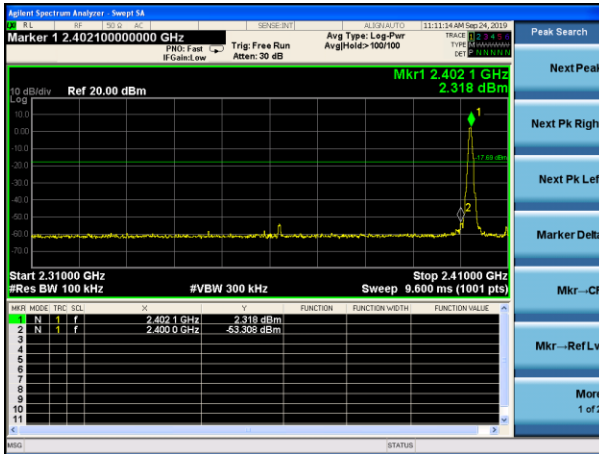 Agilent Spectrum Analyzer - Swept SA
RL RF 50 Ω AC SENSE:INT ALIGNAUTO 11:11:14 AM Sep 24, 2019
Marker 1 2.402100000000 GHz
PNO: Fast
IFGain:Low
Trig: Free Run
Atten: 30 dB
Avg Type: Log-Pwr
Avg|Hold:>100/100
TRACE 1 2 3 4 5 6
TYPE M
DET P N N N N N
Peak Search
Mkr1 2.402 1 GHz
2.318 dBm
10 dB/div Ref 20.00 dBm
Log
10.0
0.00
-10.0
-20.0
-30.0
-40.0
-50.0
-60.0
-70.0
1
-17.69 dBm
2
Start 2.31000 GHz Stop 2.41000 GHz
#Res BW 100 kHz #VBW 300 kHz Sweep 9.600 ms (1001 pts)
MKR MODE TRC SCL X Y FUNCTION FUNCTION WIDTH FUNCTION VALUE
1 N 1 f 2.402 1 GHz 2.318 dBm
2 N 1 f 2.400 0 GHz -53.308 dBm
3
4
5
6
7
8
9
10
11
Next Peak
Next Pk Righ
Next Pk Lef
Marker Delta
Mkr→CF
Mkr→Ref Lv
More
1 of 2
MSG STATUS